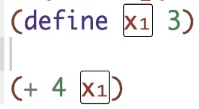 (define x₁ 3)
(+ 4 x₁)